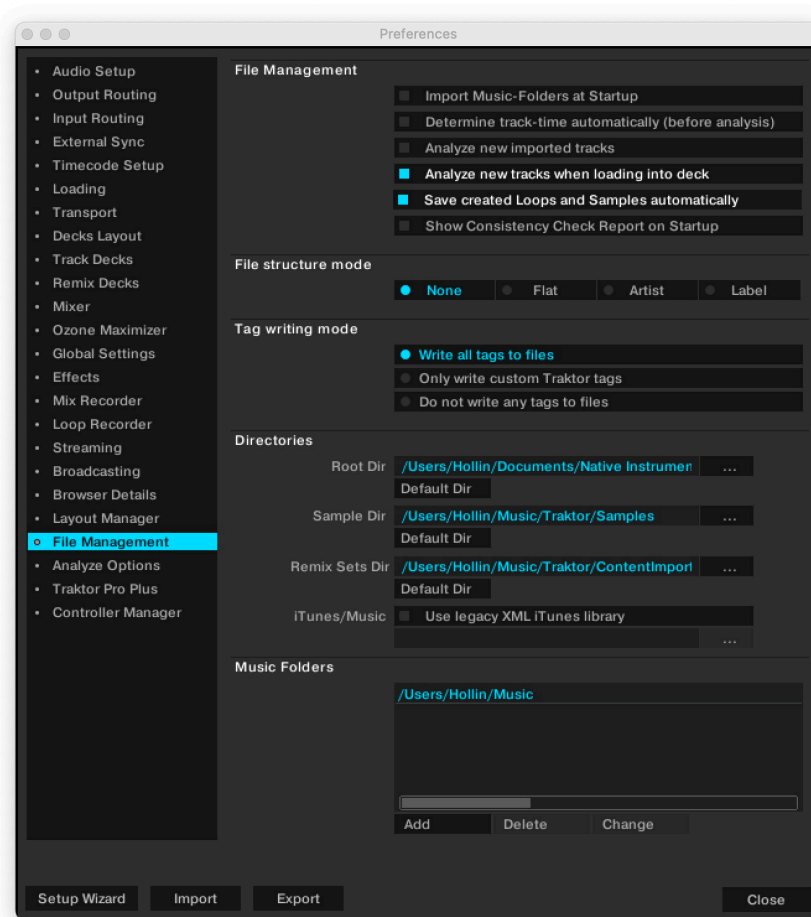 Preferences
Audio Setup
Output Routing
Input Routing
External Sync
Timecode Setup
Loading
Transport
Decks Layout
Track Decks
Remix Decks
Mixer
Ozone Maximizer
Global Settings
Effects
Mix Recorder
Loop Recorder
Streaming
Broadcasting
Browser Details
Layout Manager
File Management
Analyze Options
Traktor Pro Plus
Controller Manager
File Management
Import Music-Folders at Startup
Determine track-time automatically (before analysis)
Analyze new imported tracks
Analyze new tracks when loading into deck
Save created Loops and Samples automatically
Show Consistency Check Report on Startup
File structure mode
None Flat Artist Label
Tag writing mode
Write all tags to files
Only write custom Traktor tags
Do not write any tags to files
Directories
Root Dir /Users/Hollin/Documents/Native Instrumen ...
Default Dir
Sample Dir /Users/Hollin/Music/Traktor/Samples ...
Default Dir
Remix Sets Dir /Users/Hollin/Music/Traktor/ContentImport ...
Default Dir
iTunes/Music Use legacy XML iTunes library
...
Music Folders
/Users/Hollin/Music
Add Delete Change
Setup Wizard Import Export Close